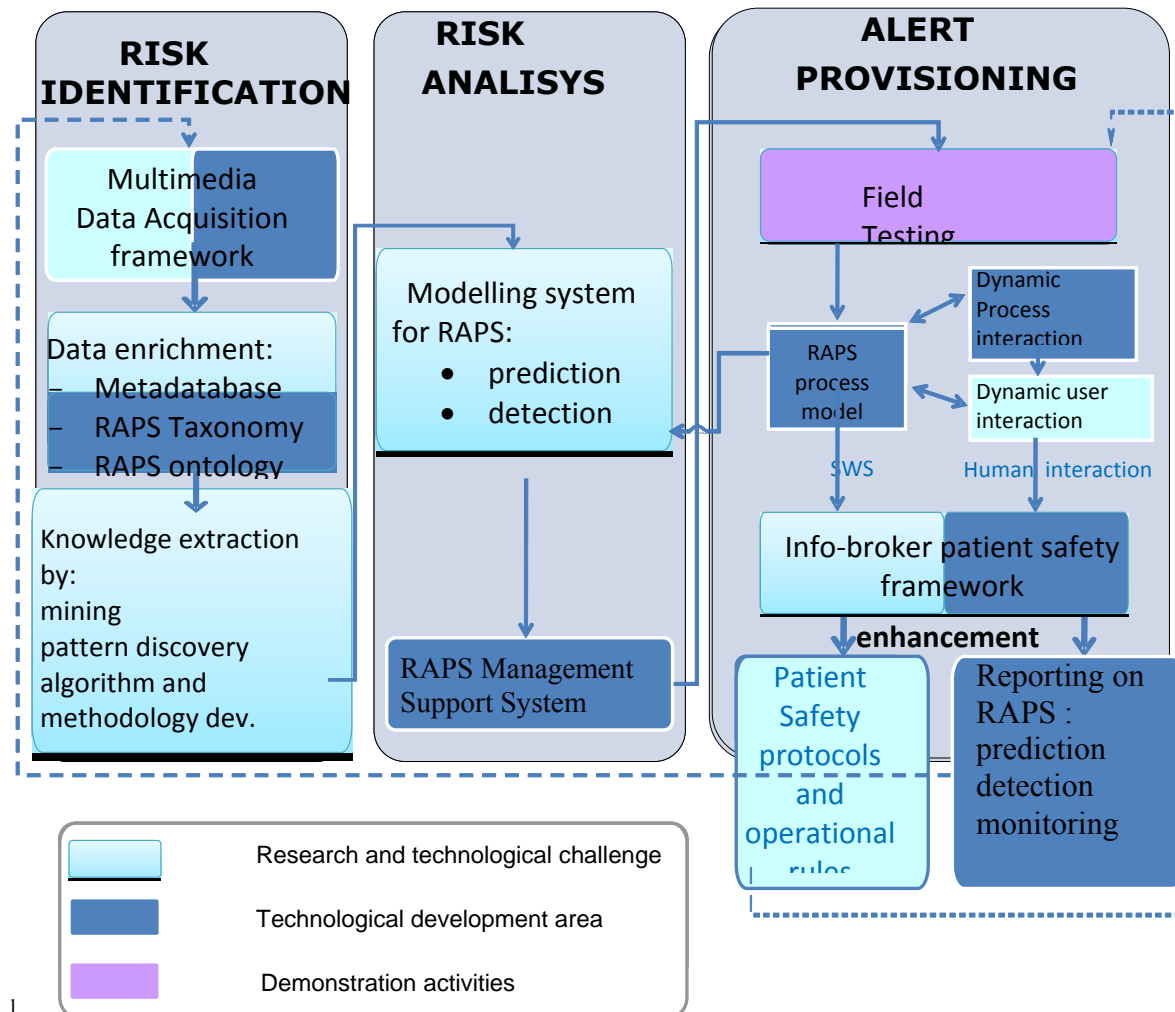 RISK
IDENTIFICATION
Multimedia
Data Acquisition
framework
Data enrichment:
– Metadatabase
– RAPS Taxonomy
– RAPS ontology
Knowledge extraction
by:
mining
pattern discovery
algorithm and
methodology dev.
RISK
ANALISYS
Modelling system
for RAPS:
• prediction
• detection
RAPS Management
Support System
ALERT
PROVISIONING
Field
Testing
Dynamic
Process
interaction
RAPS
process
model
Dynamic user
interaction
SWS
Human interaction
Info-broker patient safety
framework
enhancement
Patient
Safety
protocols
and
operational
rules
Reporting on
RAPS :
prediction
detection
monitoring
Research and technological challenge
Technological development area
Demonstration activities
1